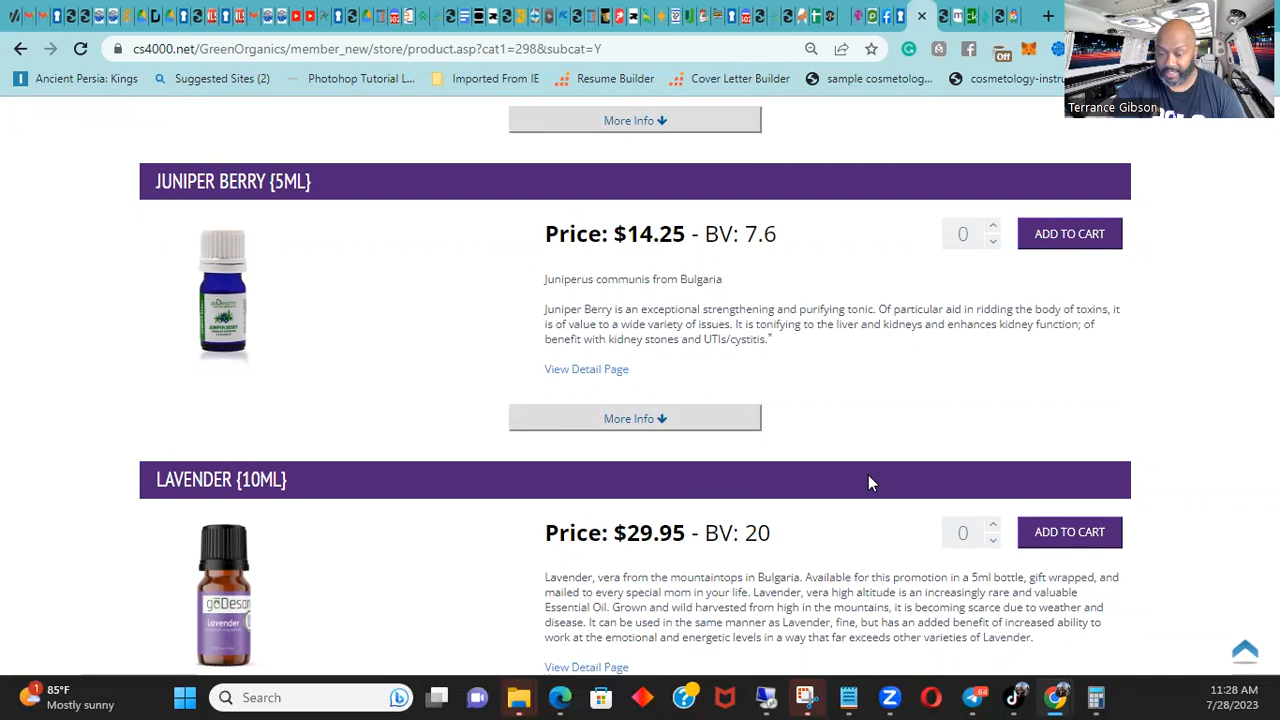 cs4000.net/GreenOrganics/member_new/store/product.asp?cat1=298&subcat=Y
Off
Ancient Persia: Kings
Suggested Sites (2)
Photohop Tutorial L...
Imported From IE
Resume Builder
Cover Letter Builder
sample cosmetolog...
cosmetology-instru
Terrance Gibson
More Info
JUNIPER BERRY {5ML}
Price: $14.25 - BV: 7.6
0
ADD TO CART
Juniperus communis from Bulgaria
Juniper Berry is an exceptional strengthening and purifying tonic. Of particular aid in ridding the body of toxins, it
is of value to a wide variety of issues. It is tonifying to the liver and kidneys and enhances kidney function; of
benefit with kidney stones and UTIs/cystitis.*
View Detail Page
More Info
LAVENDER {10ML}
Price: $29.95 - BV: 20
0
ADD TO CART
Lavender, vera from the mountaintops in Bulgaria. Available for this promotion in a 5ml bottle, gift wrapped, and
mailed to every special mom in your life. Lavender, vera high altitude is an increasingly rare and valuable
Essential Oil. Grown and wild harvested from high in the mountains, it is becoming scarce due to weather and
disease. It can be used in the same manner as Lavender, fine, but has an added benefit of increased ability to
work at the emotional and energetic levels in a way that far exceeds other varieties of Lavender.
goDesana
Lavender
View Detail Page
1
85°F
Mostly sunny
Search
64
11:28 AM
7/28/2023